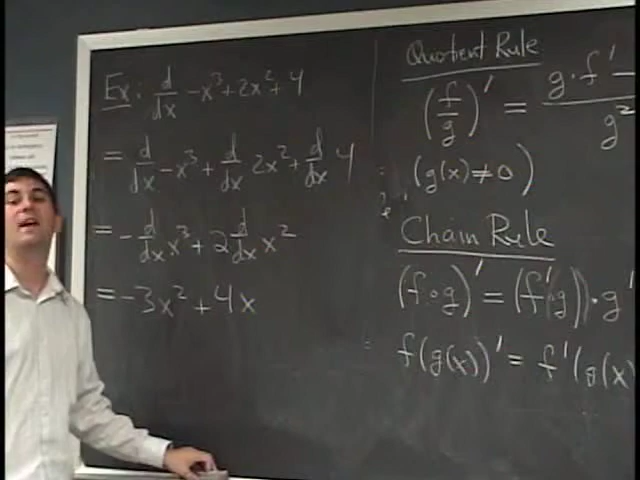 Ex: d/dx -x³+2x²+4
= d/dx -x³ + d/dx 2x² + d/dx 4
= -d/dx x³ + 2 d/dx x²
= -3x² + 4x
Quotient Rule
(f/g)' = g·f' - / g²
(g(x)≠0)
Chain Rule
(f∘g)' = (f'∘g)·g'
f(g(x))' = f'(g(x)